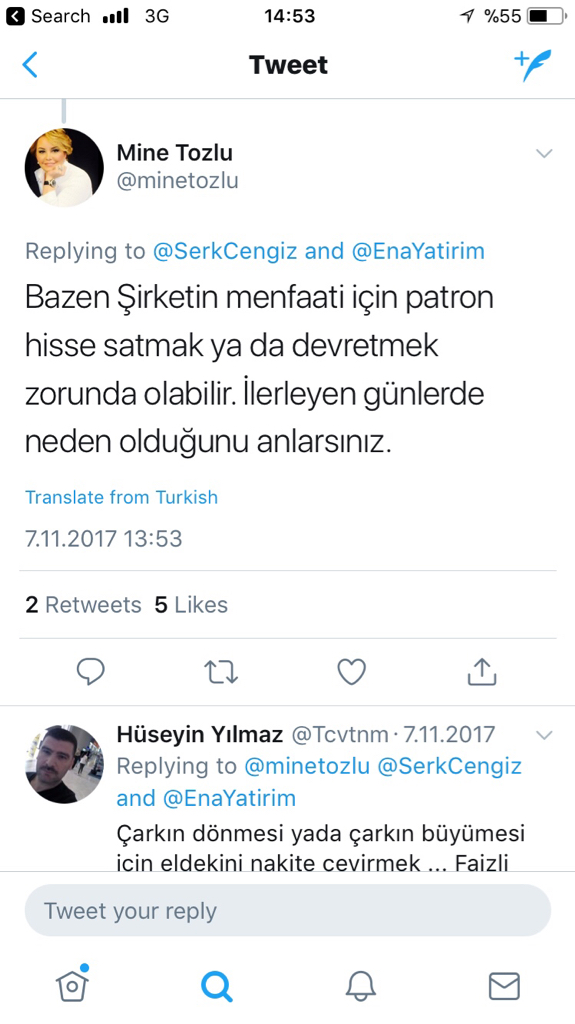 Search 3G 14:53 %55
Tweet
Mine Tozlu
@minetozlu
Replying to @SerkCengiz and @EnaYatirim
Bazen Şirketin menfaati için patron
hisse satmak ya da devretmek
zorunda olabilir. İlerleyen günlerde
neden olduğunu anlarsınız.
Translate from Turkish
7.11.2017 13:53
2 Retweets 5 Likes
Hüseyin Yılmaz @Tcvtnm · 7.11.2017
Replying to @minetozlu @SerkCengiz
and @EnaYatirim
Çarkın dönmesi yada çarkın büyümesi
için eldekini nakite çevirmek ... Faizli
Tweet your reply